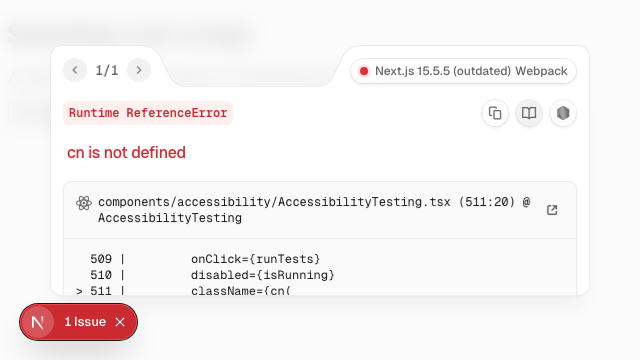 1/1
Next.js 15.5.5 (outdated) Webpack
Runtime ReferenceError
cn is not defined
components/accessibility/AccessibilityTesting.tsx (511:20) @
AccessibilityTesting
509 | onClick={runTests}
510 | disabled={isRunning}
> 511 | className={cn(
N 1 Issue